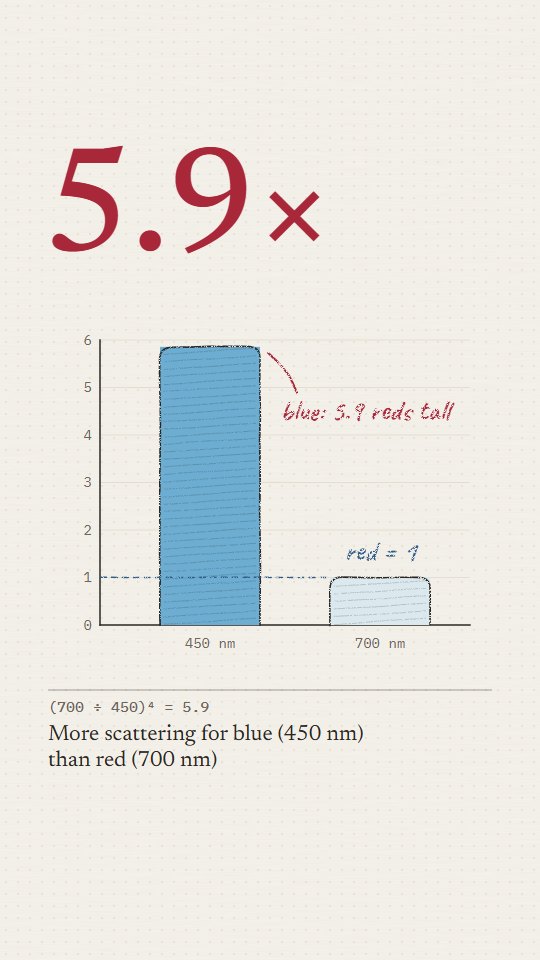 5.9×
6
5
blue: 5.9 reds tall
4
3
2
red = 1
1
0
450 nm
700 nm
(700 ÷ 450)⁴ = 5.9
More scattering for blue (450 nm)
than red (700 nm)